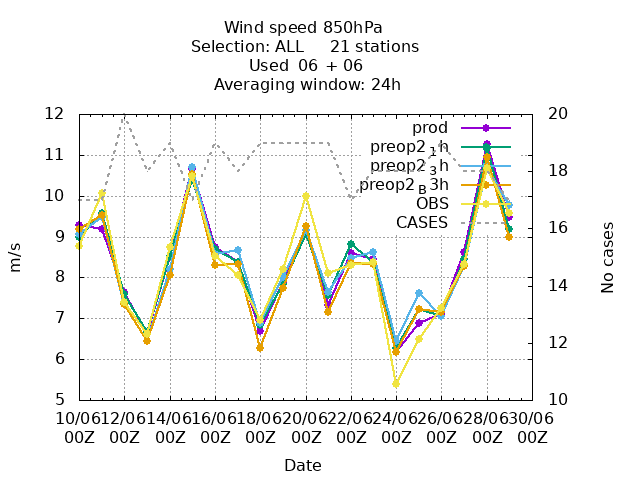 Wind speed 850hPa
Selection: ALL 21 stations
Used 06 + 06
Averaging window: 24h
12 20
prod
preop2₁h
11
preop2₃h 18
preop2_B3h
10
OBS
CASES 16
9
m/s No cases
8 14
7
12
6
5 10
10/06 12/06 14/06 16/06 18/06 20/06 22/06 24/06 26/06 28/06 30/06
00Z 00Z 00Z 00Z 00Z 00Z 00Z 00Z 00Z 00Z 00Z
Date